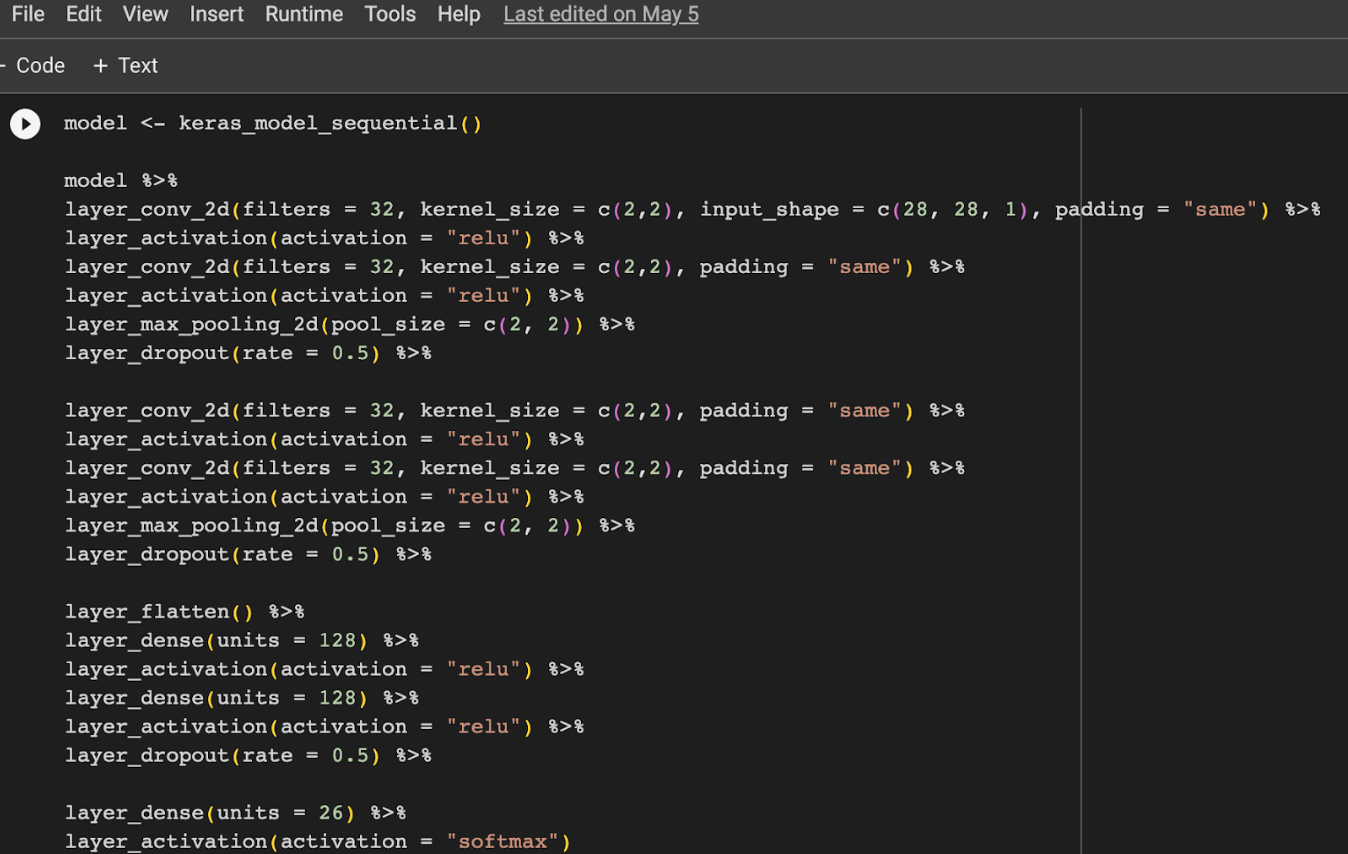 File Edit View Insert Runtime Tools Help Last edited on May 5
+ Code + Text
model <- keras_model_sequential()
model %>%
layer_conv_2d(filters = 32, kernel_size = c(2,2), input_shape = c(28, 28, 1), padding = "same") %>%
layer_activation(activation = "relu") %>%
layer_conv_2d(filters = 32, kernel_size = c(2,2), padding = "same") %>%
layer_activation(activation = "relu") %>%
layer_max_pooling_2d(pool_size = c(2, 2)) %>%
layer_dropout(rate = 0.5) %>%
layer_conv_2d(filters = 32, kernel_size = c(2,2), padding = "same") %>%
layer_activation(activation = "relu") %>%
layer_conv_2d(filters = 32, kernel_size = c(2,2), padding = "same") %>%
layer_activation(activation = "relu") %>%
layer_max_pooling_2d(pool_size = c(2, 2)) %>%
layer_dropout(rate = 0.5) %>%
layer_flatten() %>%
layer_dense(units = 128) %>%
layer_activation(activation = "relu") %>%
layer_dense(units = 128) %>%
layer_activation(activation = "relu") %>%
layer_dropout(rate = 0.5) %>%
layer_dense(units = 26) %>%
layer_activation(activation = "softmax")